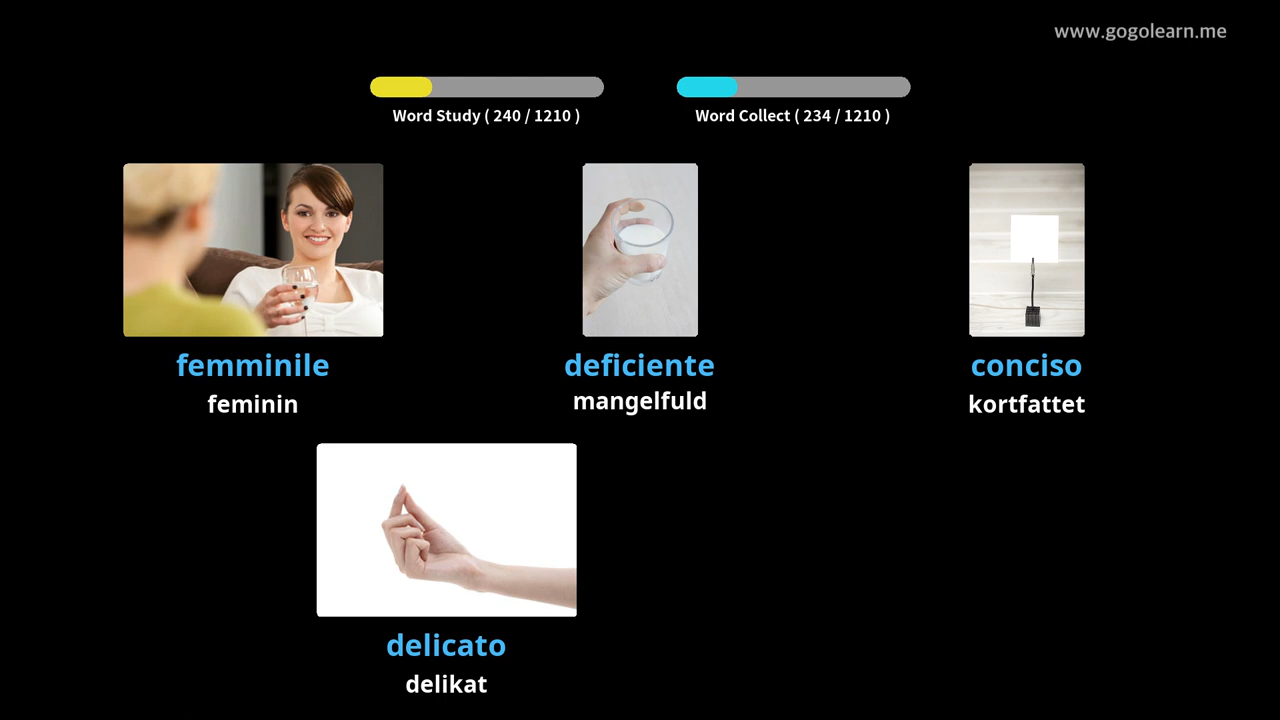 www.gogolearn.me
Word Study ( 240 / 1210 )
Word Collect ( 234 / 1210 )
femminile
feminin
deficiente
mangelfuld
conciso
kortfattet
delicato
delikat